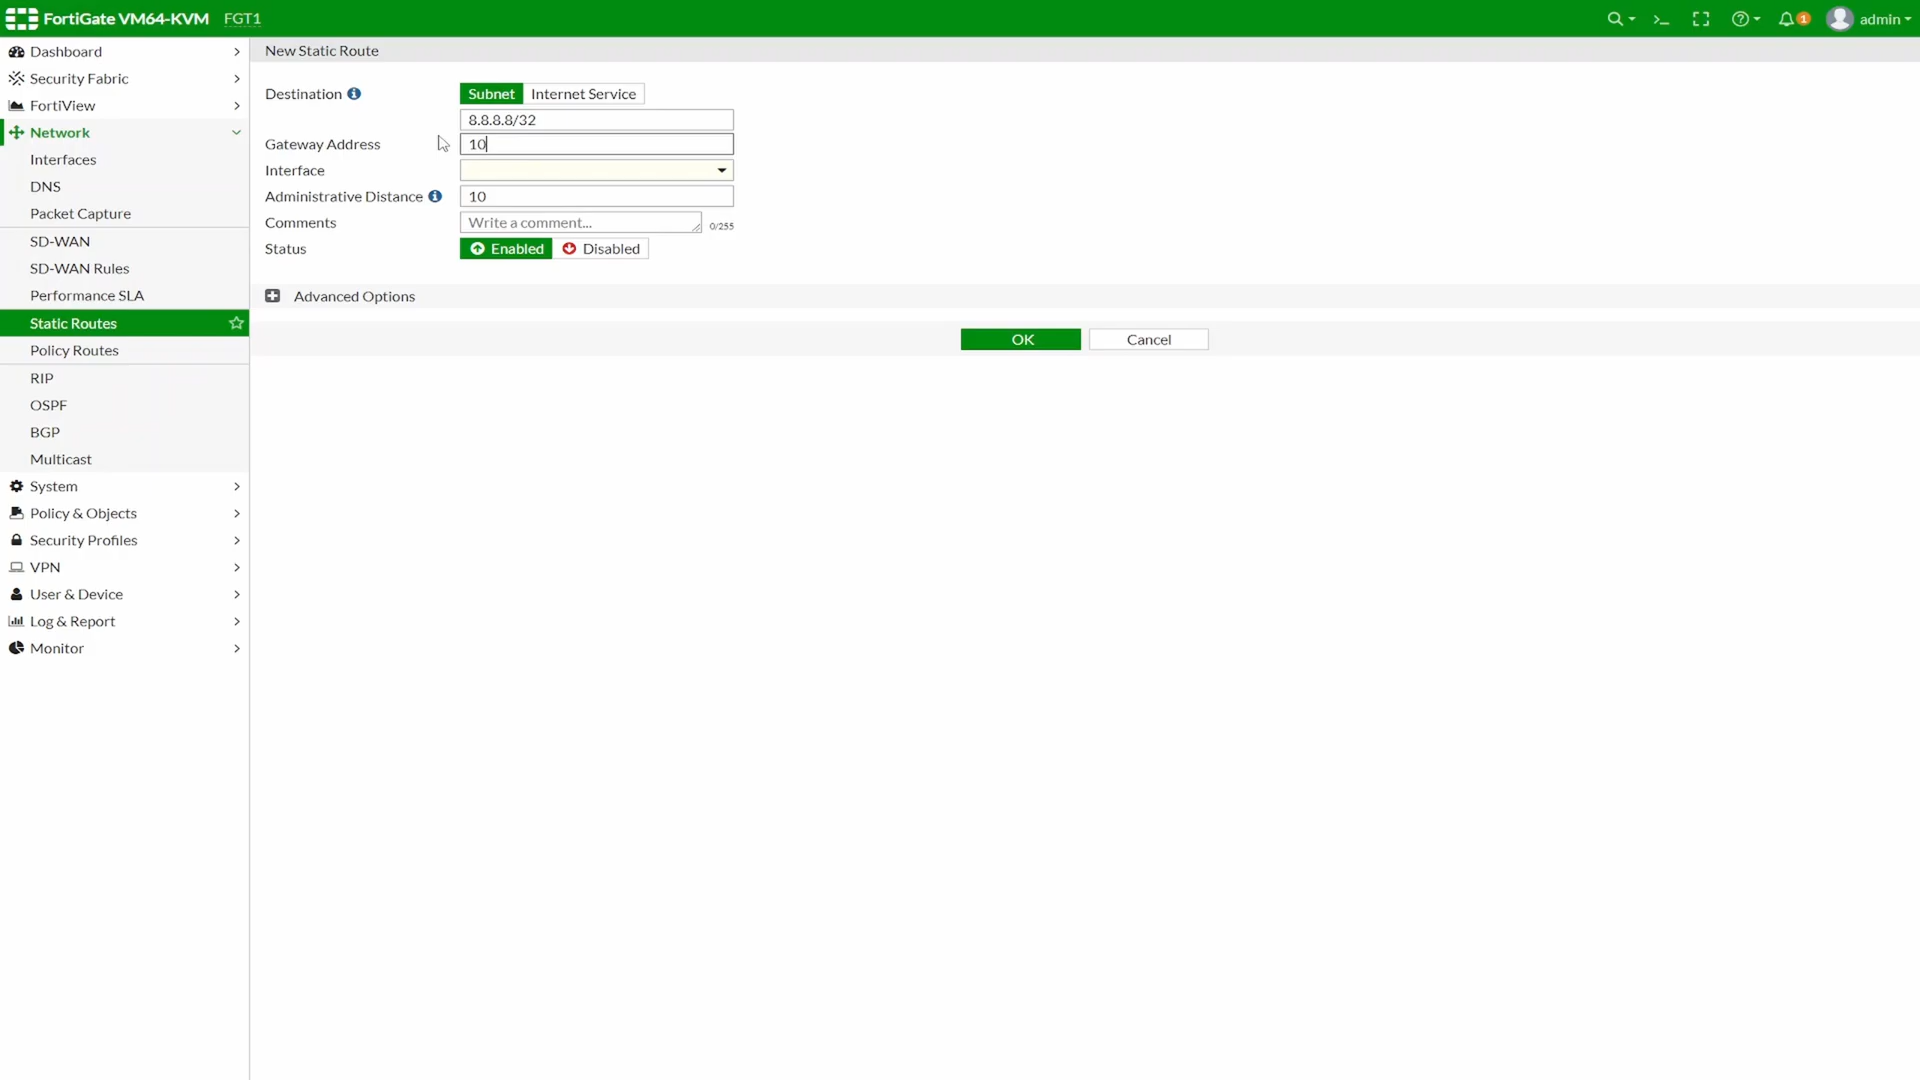 FortiGate VM64-KVM FGT1
1 admin
Dashboard
Security Fabric
FortiView
Network
Interfaces
DNS
Packet Capture
SD-WAN
SD-WAN Rules
Performance SLA
Static Routes
Policy Routes
RIP
OSPF
BGP
Multicast
System
Policy & Objects
Security Profiles
VPN
User & Device
Log & Report
Monitor
New Static Route
Destination Subnet Internet Service
8.8.8.8/32
Gateway Address 10
Interface
Administrative Distance 10
Comments Write a comment... 0/255
Status Enabled Disabled
Advanced Options
OK Cancel